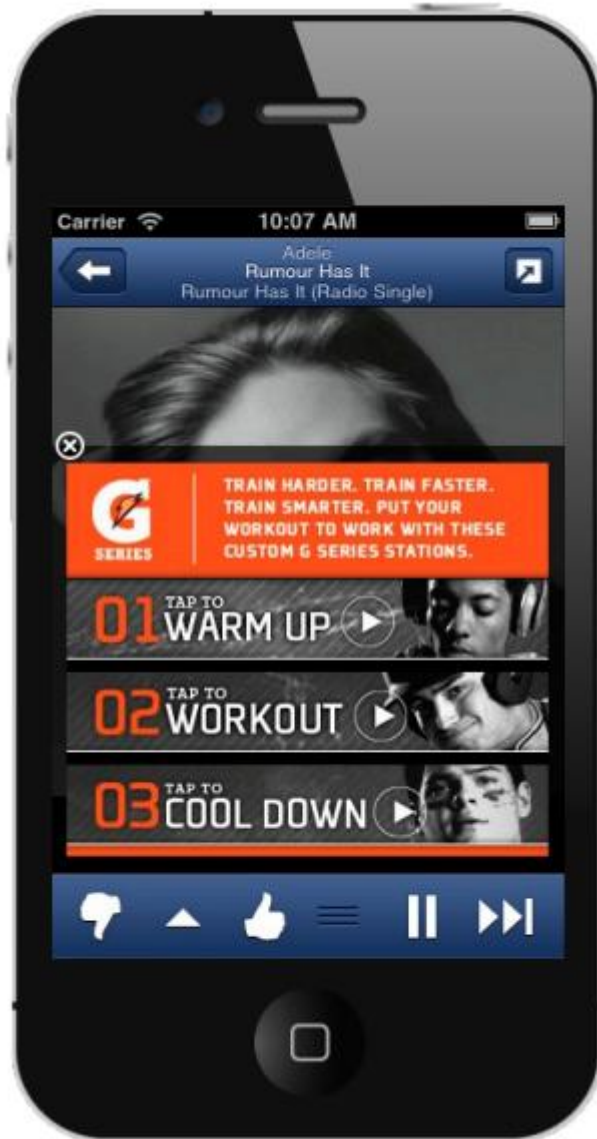 Carrier 10:07 AM
Adele
Rumour Has It
Rumour Has It (Radio Single)
G
SERIES
TRAIN HARDER. TRAIN FASTER.
TRAIN SMARTER. PUT YOUR
WORKOUT TO WORK WITH THESE
CUSTOM G SERIES STATIONS.
01 TAP TO
WARM UP
02 TAP TO
WORKOUT
03 TAP TO
COOL DOWN